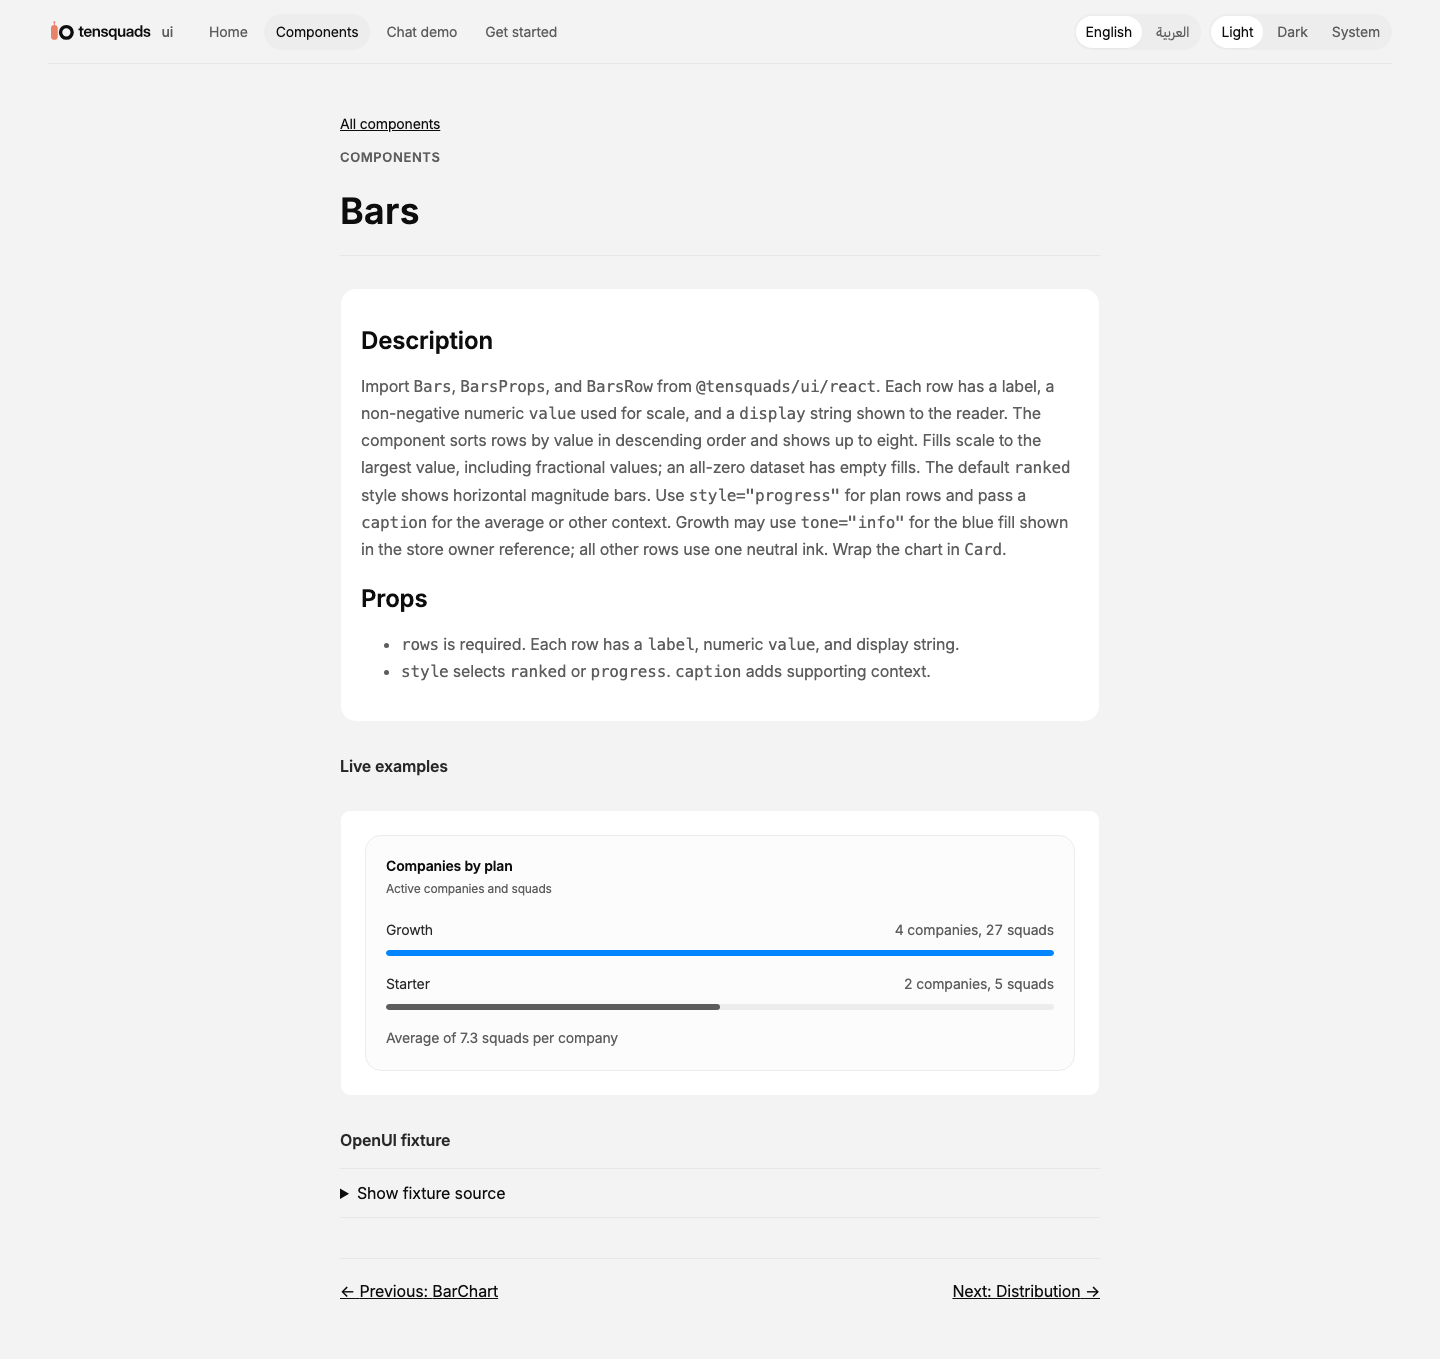 tensquads ui
Home
Components
Chat demo
Get started
English
العربية
Light
Dark
System
All components
COMPONENTS
Bars
Description
Import Bars, BarsProps, and BarsRow from @tensquads/ui/react. Each row has a label, a
non-negative numeric value used for scale, and a display string shown to the reader. The
component sorts rows by value in descending order and shows up to eight. Fills scale to the
largest value, including fractional values; an all-zero dataset has empty fills. The default ranked
style shows horizontal magnitude bars. Use style="progress" for plan rows and pass a
caption for the average or other context. Growth may use tone="info" for the blue fill shown
in the store owner reference; all other rows use one neutral ink. Wrap the chart in Card.
Props
• rows is required. Each row has a label, numeric value, and display string.
• style selects ranked or progress. caption adds supporting context.
Live examples
Companies by plan
Active companies and squads
Growth 4 companies, 27 squads
Starter 2 companies, 5 squads
Average of 7.3 squads per company
OpenUI fixture
▶ Show fixture source
← Previous: BarChart
Next: Distribution →